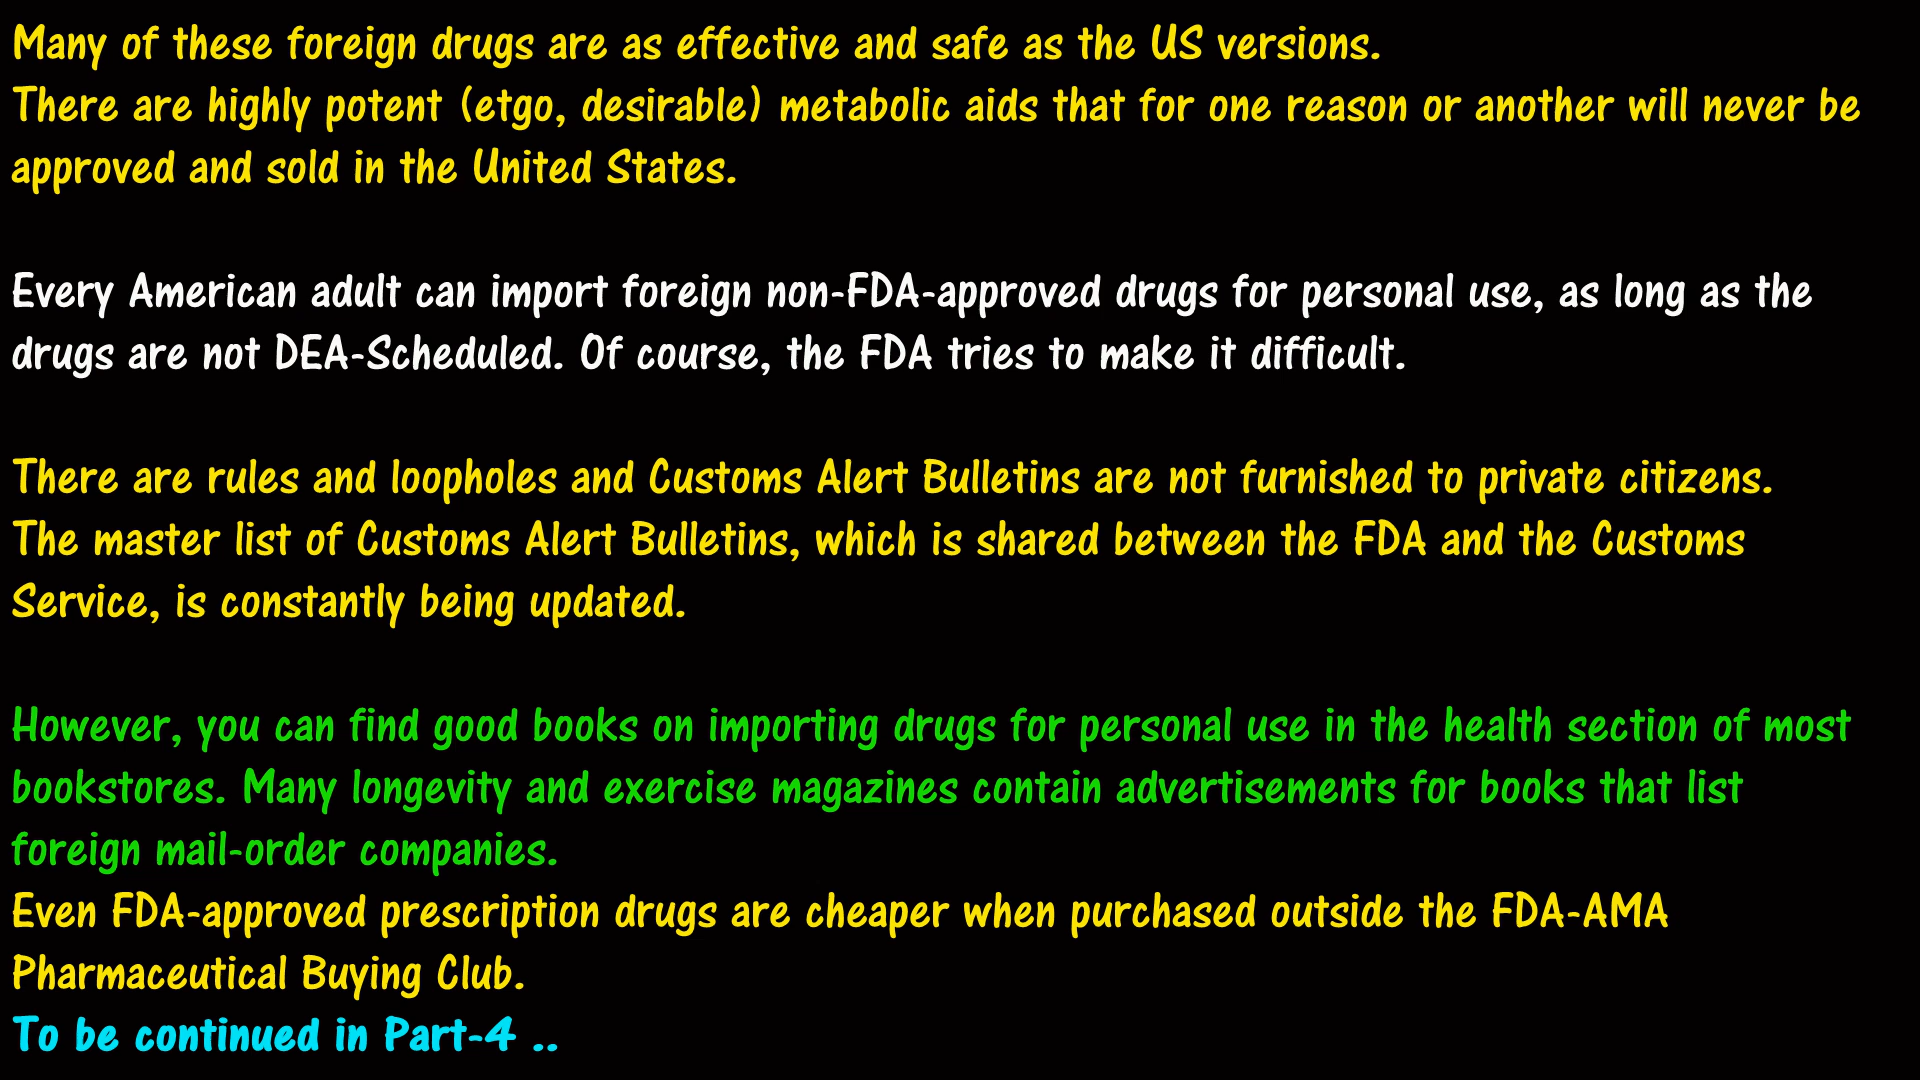 Many of these foreign drugs are as effective and safe as the US versions.
There are highly potent (etgo, desirable) metabolic aids that for one reason or another will never be
approved and sold in the United States.
Every American adult can import foreign non-FDA-approved drugs for personal use, as long as the
drugs are not DEA-Scheduled. Of course, the FDA tries to make it difficult.
There are rules and loopholes and Customs Alert Bulletins are not furnished to private citizens.
The master list of Customs Alert Bulletins, which is shared between the FDA and the Customs
Service, is constantly being updated.
However, you can find good books on importing drugs for personal use in the health section of most
bookstores. Many longevity and exercise magazines contain advertisements for books that list
foreign mail-order companies.
Even FDA-approved prescription drugs are cheaper when purchased outside the FDA-AMA
Pharmaceutical Buying Club.
To be continued in Part-4 ..